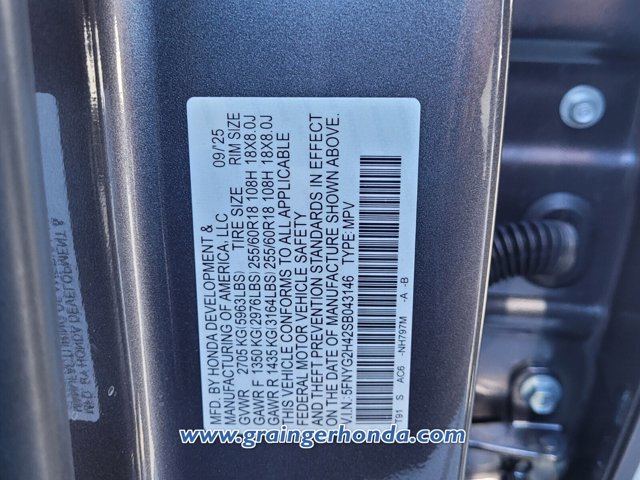 MFD. BY HONDA DEVELOPMENT &
MANUFACTURING OF AMERICA, LLC 09/'25
GVWR 2705 KG(5963LBS) TIRE SIZE RIM SIZE
GAWR F 1350 KG(2976LBS) 255/60R18 108H 18X8.0J
GAWR R 1435 KG(3164LBS) 255/60R18 108H 18X8.0J
THIS VEHICLE CONFORMS TO ALL APPLICABLE
FEDERAL MOTOR VEHICLE SAFETY
AND THEFT PREVENTION STANDARDS IN EFFECT
ON THE DATE OF MANUFACTURE SHOWN ABOVE.
V.I.N: 5FNYG2H42SB043146 TYPE:MPV
T91 S AC6 -NH797M -A -B
www.graingerhonda.com